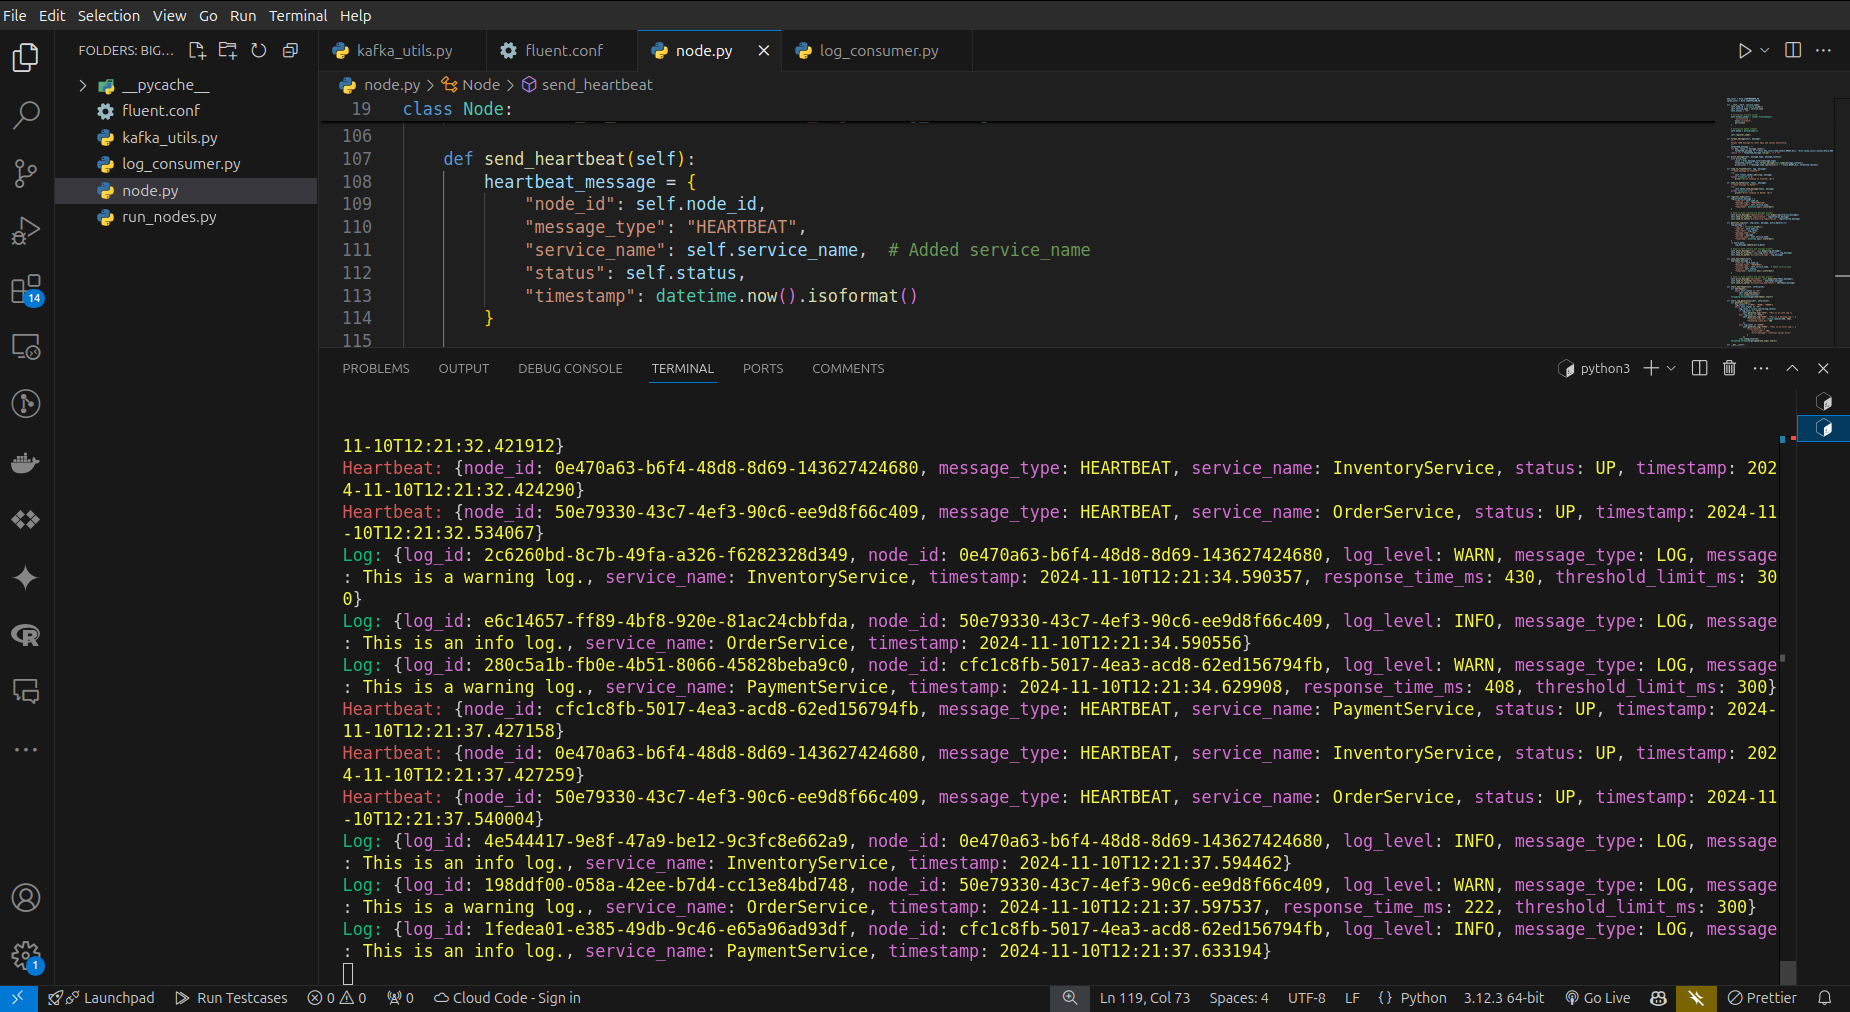 File Edit Selection View Go Run Terminal Help
FOLDERS: BIG...
__pycache__
fluent.conf
kafka_utils.py
log_consumer.py
node.py
run_nodes.py
14
1
kafka_utils.py fluent.conf node.py log_consumer.py
node.py > Node > send_heartbeat
19 class Node:
106
107 def send_heartbeat(self):
108 heartbeat_message = {
109 "node_id": self.node_id,
110 "message_type": "HEARTBEAT",
111 "service_name": self.service_name,  # Added service_name
112 "status": self.status,
113 "timestamp": datetime.now().isoformat()
114 }
115
PROBLEMS OUTPUT DEBUG CONSOLE TERMINAL PORTS COMMENTS python3
11-10T12:21:32.421912}
Heartbeat: {node_id: 0e470a63-b6f4-48d8-8d69-143627424680, message_type: HEARTBEAT, service_name: InventoryService, status: UP, timestamp: 202
4-11-10T12:21:32.424290}
Heartbeat: {node_id: 50e79330-43c7-4ef3-90c6-ee9d8f66c409, message_type: HEARTBEAT, service_name: OrderService, status: UP, timestamp: 2024-11
-10T12:21:32.534067}
Log: {log_id: 2c6260bd-8c7b-49fa-a326-f6282328d349, node_id: 0e470a63-b6f4-48d8-8d69-143627424680, log_level: WARN, message_type: LOG, message
: This is a warning log., service_name: InventoryService, timestamp: 2024-11-10T12:21:34.590357, response_time_ms: 430, threshold_limit_ms: 30
0}
Log: {log_id: e6c14657-ff89-4bf8-920e-81ac24cbbfda, node_id: 50e79330-43c7-4ef3-90c6-ee9d8f66c409, log_level: INFO, message_type: LOG, message
: This is an info log., service_name: OrderService, timestamp: 2024-11-10T12:21:34.590556}
Log: {log_id: 280c5a1b-fb0e-4b51-8066-45828beba9c0, node_id: cfc1c8fb-5017-4ea3-acd8-62ed156794fb, log_level: WARN, message_type: LOG, message
: This is a warning log., service_name: PaymentService, timestamp: 2024-11-10T12:21:34.629908, response_time_ms: 408, threshold_limit_ms: 300}
Heartbeat: {node_id: cfc1c8fb-5017-4ea3-acd8-62ed156794fb, message_type: HEARTBEAT, service_name: PaymentService, status: UP, timestamp: 2024-
11-10T12:21:37.427158}
Heartbeat: {node_id: 0e470a63-b6f4-48d8-8d69-143627424680, message_type: HEARTBEAT, service_name: InventoryService, status: UP, timestamp: 202
4-11-10T12:21:37.427259}
Heartbeat: {node_id: 50e79330-43c7-4ef3-90c6-ee9d8f66c409, message_type: HEARTBEAT, service_name: OrderService, status: UP, timestamp: 2024-11
-10T12:21:37.540004}
Log: {log_id: 4e544417-9e8f-47a9-be12-9c3fc8e662a9, node_id: 0e470a63-b6f4-48d8-8d69-143627424680, log_level: INFO, message_type: LOG, message
: This is an info log., service_name: InventoryService, timestamp: 2024-11-10T12:21:37.594462}
Log: {log_id: 198ddf00-058a-42ee-b7d4-cc13e84bd748, node_id: 50e79330-43c7-4ef3-90c6-ee9d8f66c409, log_level: WARN, message_type: LOG, message
: This is a warning log., service_name: OrderService, timestamp: 2024-11-10T12:21:37.597537, response_time_ms: 222, threshold_limit_ms: 300}
Log: {log_id: 1fedea01-e385-49db-9c46-e65a96ad93df, node_id: cfc1c8fb-5017-4ea3-acd8-62ed156794fb, log_level: INFO, message_type: LOG, message
: This is an info log., service_name: PaymentService, timestamp: 2024-11-10T12:21:37.633194}
Launchpad Run Testcases 0 0 0 Cloud Code - Sign in Ln 119, Col 73 Spaces: 4 UTF-8 LF {} Python 3.12.3 64-bit Go Live Prettier